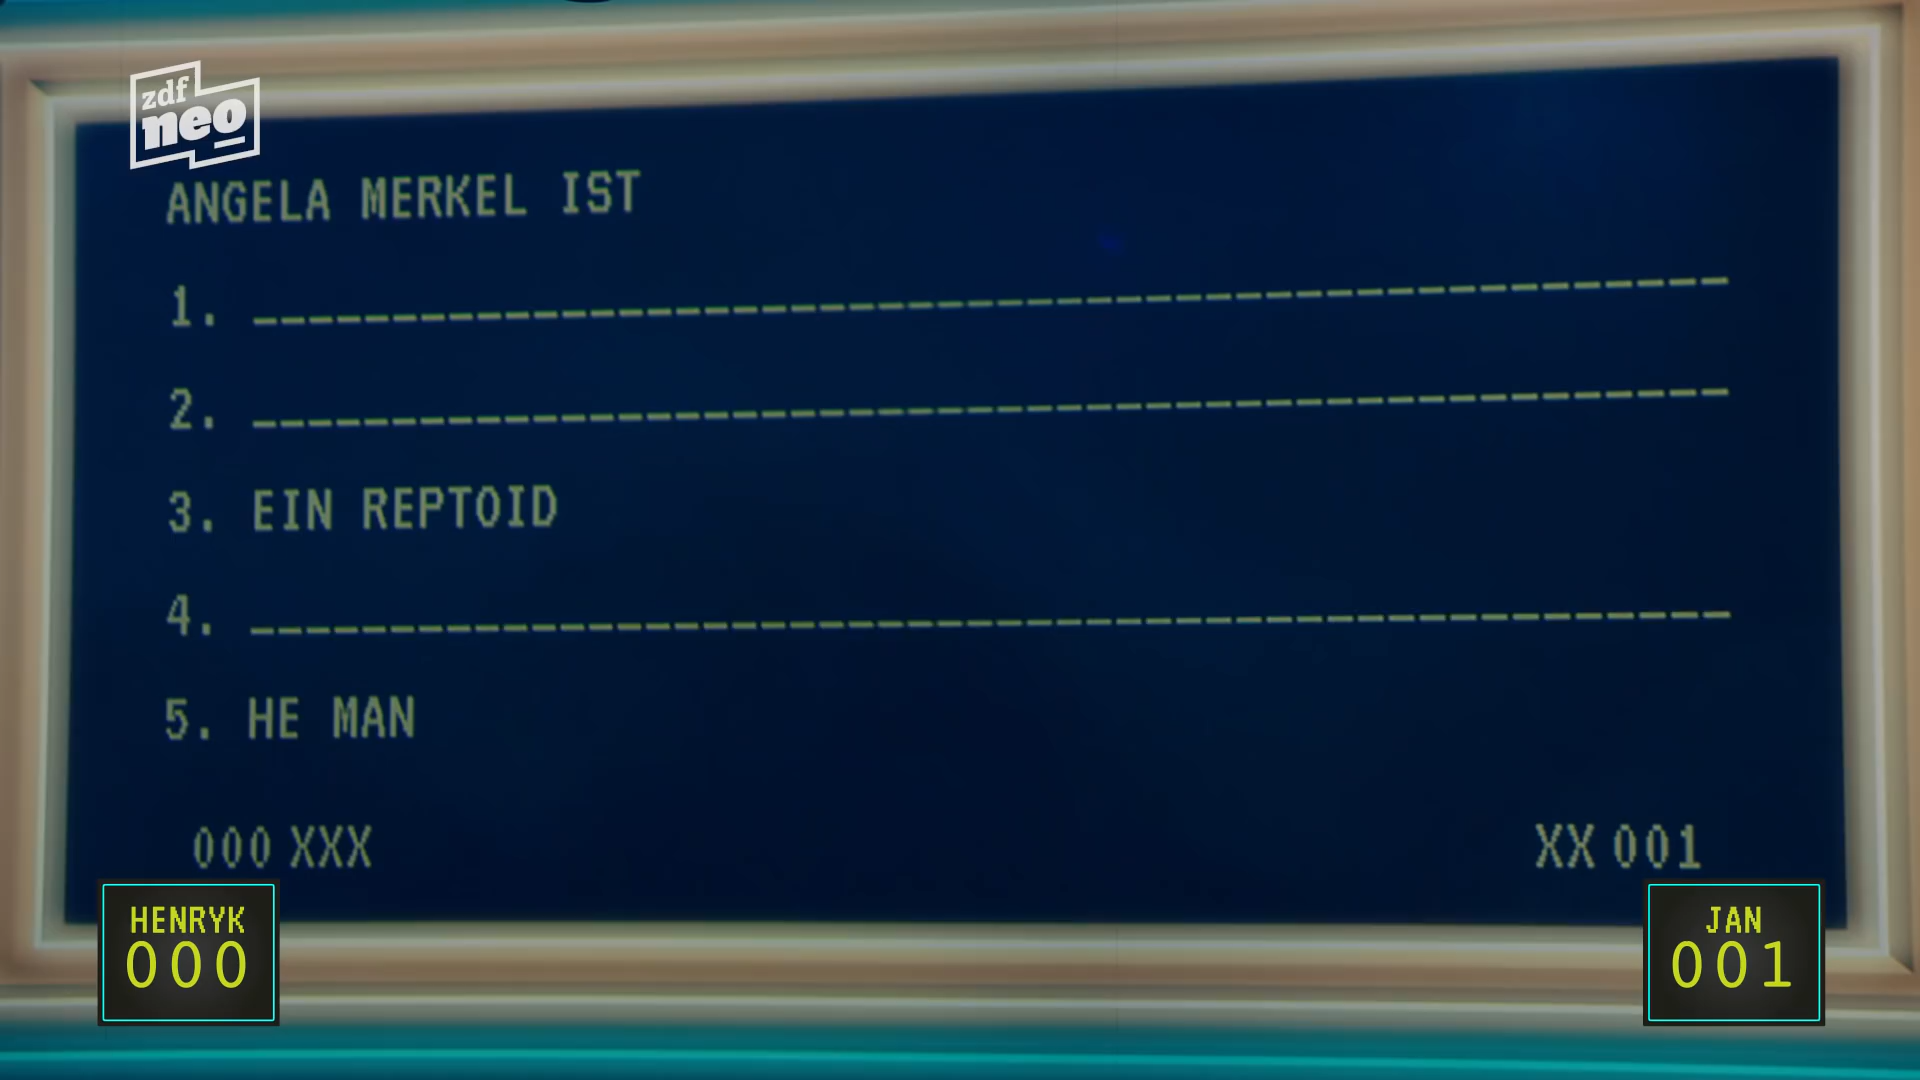 zdf
neo
ANGELA MERKEL IST
1.
2.
3. EIN REPTOID
4.
5. HE MAN
000 XXX
XX 001
HENRYK
000
JAN
001